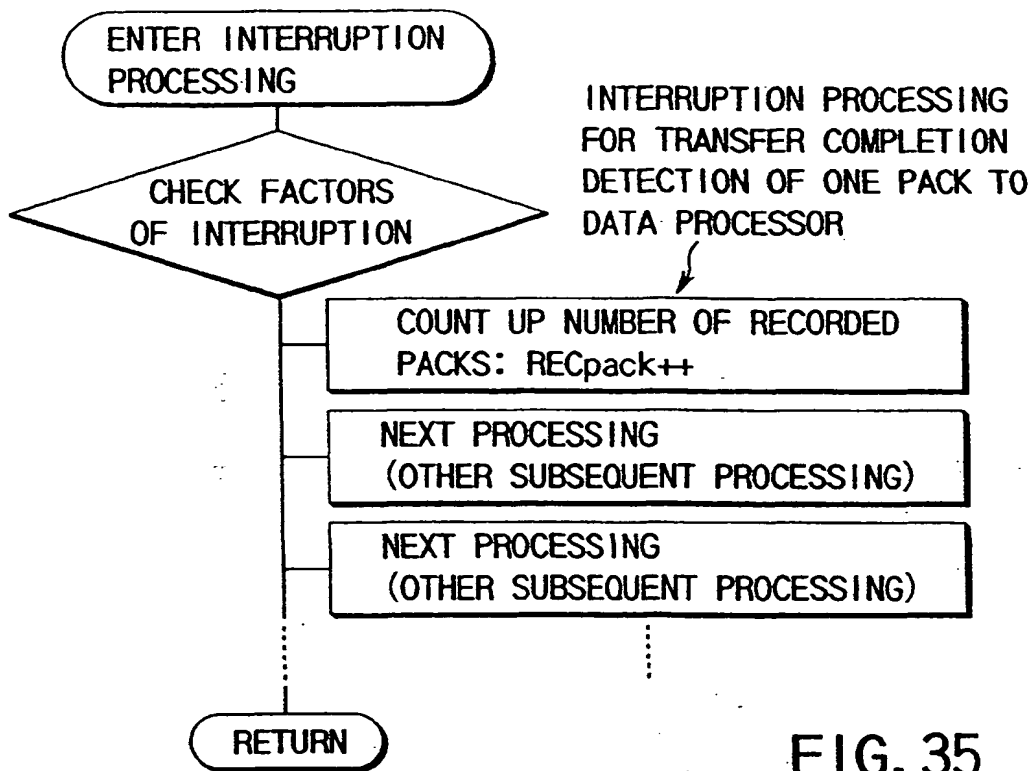 ENTER INTERRUPTION
PROCESSING
INTERRUPTION PROCESSING
FOR TRANSFER COMPLETION
DETECTION OF ONE PACK TO
DATA PROCESSOR
CHECK FACTORS
OF INTERRUPTION
COUNT UP NUMBER OF RECORDED
PACKS: RECpack++
NEXT PROCESSING
(OTHER SUBSEQUENT PROCESSING)
NEXT PROCESSING
(OTHER SUBSEQUENT PROCESSING)
RETURN
FIG. 35